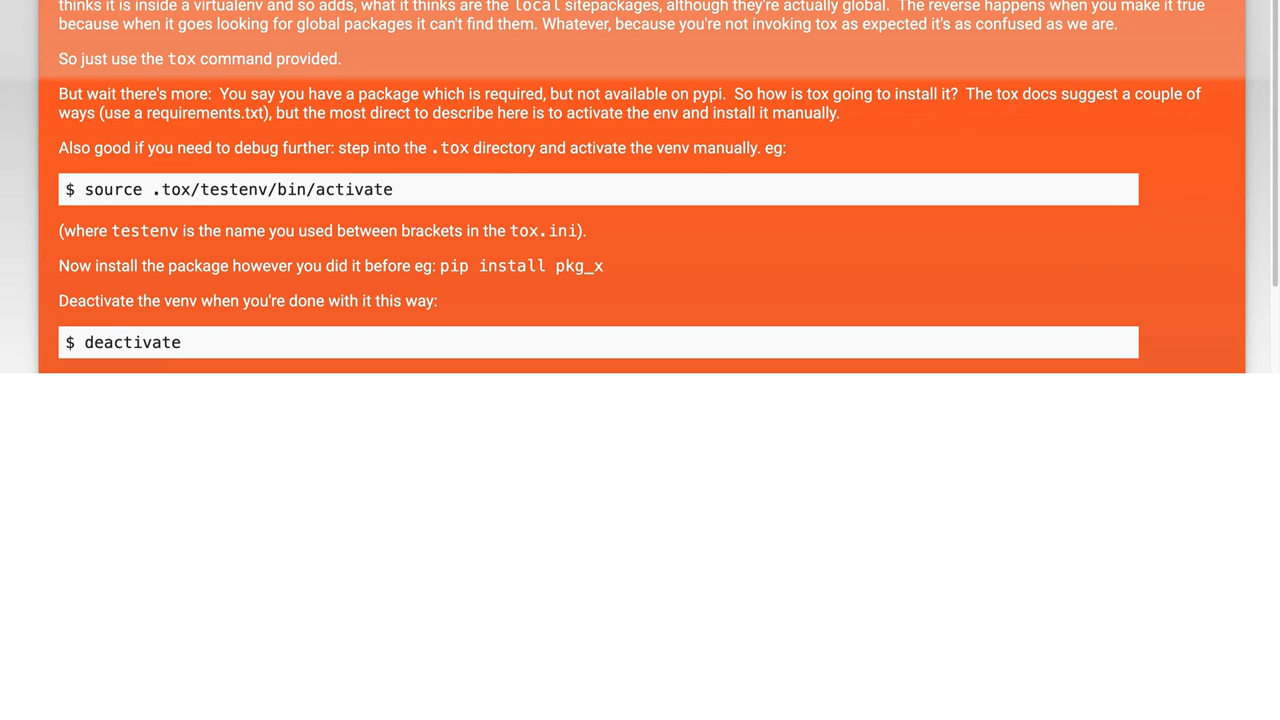 thinks it is inside a virtualenv and so adds, what it thinks are the local sitepackages, although they're actually global.  The reverse happens when you make it true
because when it goes looking for global packages it can't find them. Whatever, because you're not invoking tox as expected it's as confused as we are.
So just use the tox command provided.
But wait there's more:  You say you have a package which is required, but not available on pypi.  So how is tox going to install it?  The tox docs suggest a couple of
ways (use a requirements.txt), but the most direct to describe here is to activate the env and install it manually.
Also good if you need to debug further: step into the .tox directory and activate the venv manually. eg:
$ source .tox/testenv/bin/activate
(where testenv is the name you used between brackets in the tox.ini).
Now install the package however you did it before eg: pip install pkg_x
Deactivate the venv when you're done with it this way:
$ deactivate